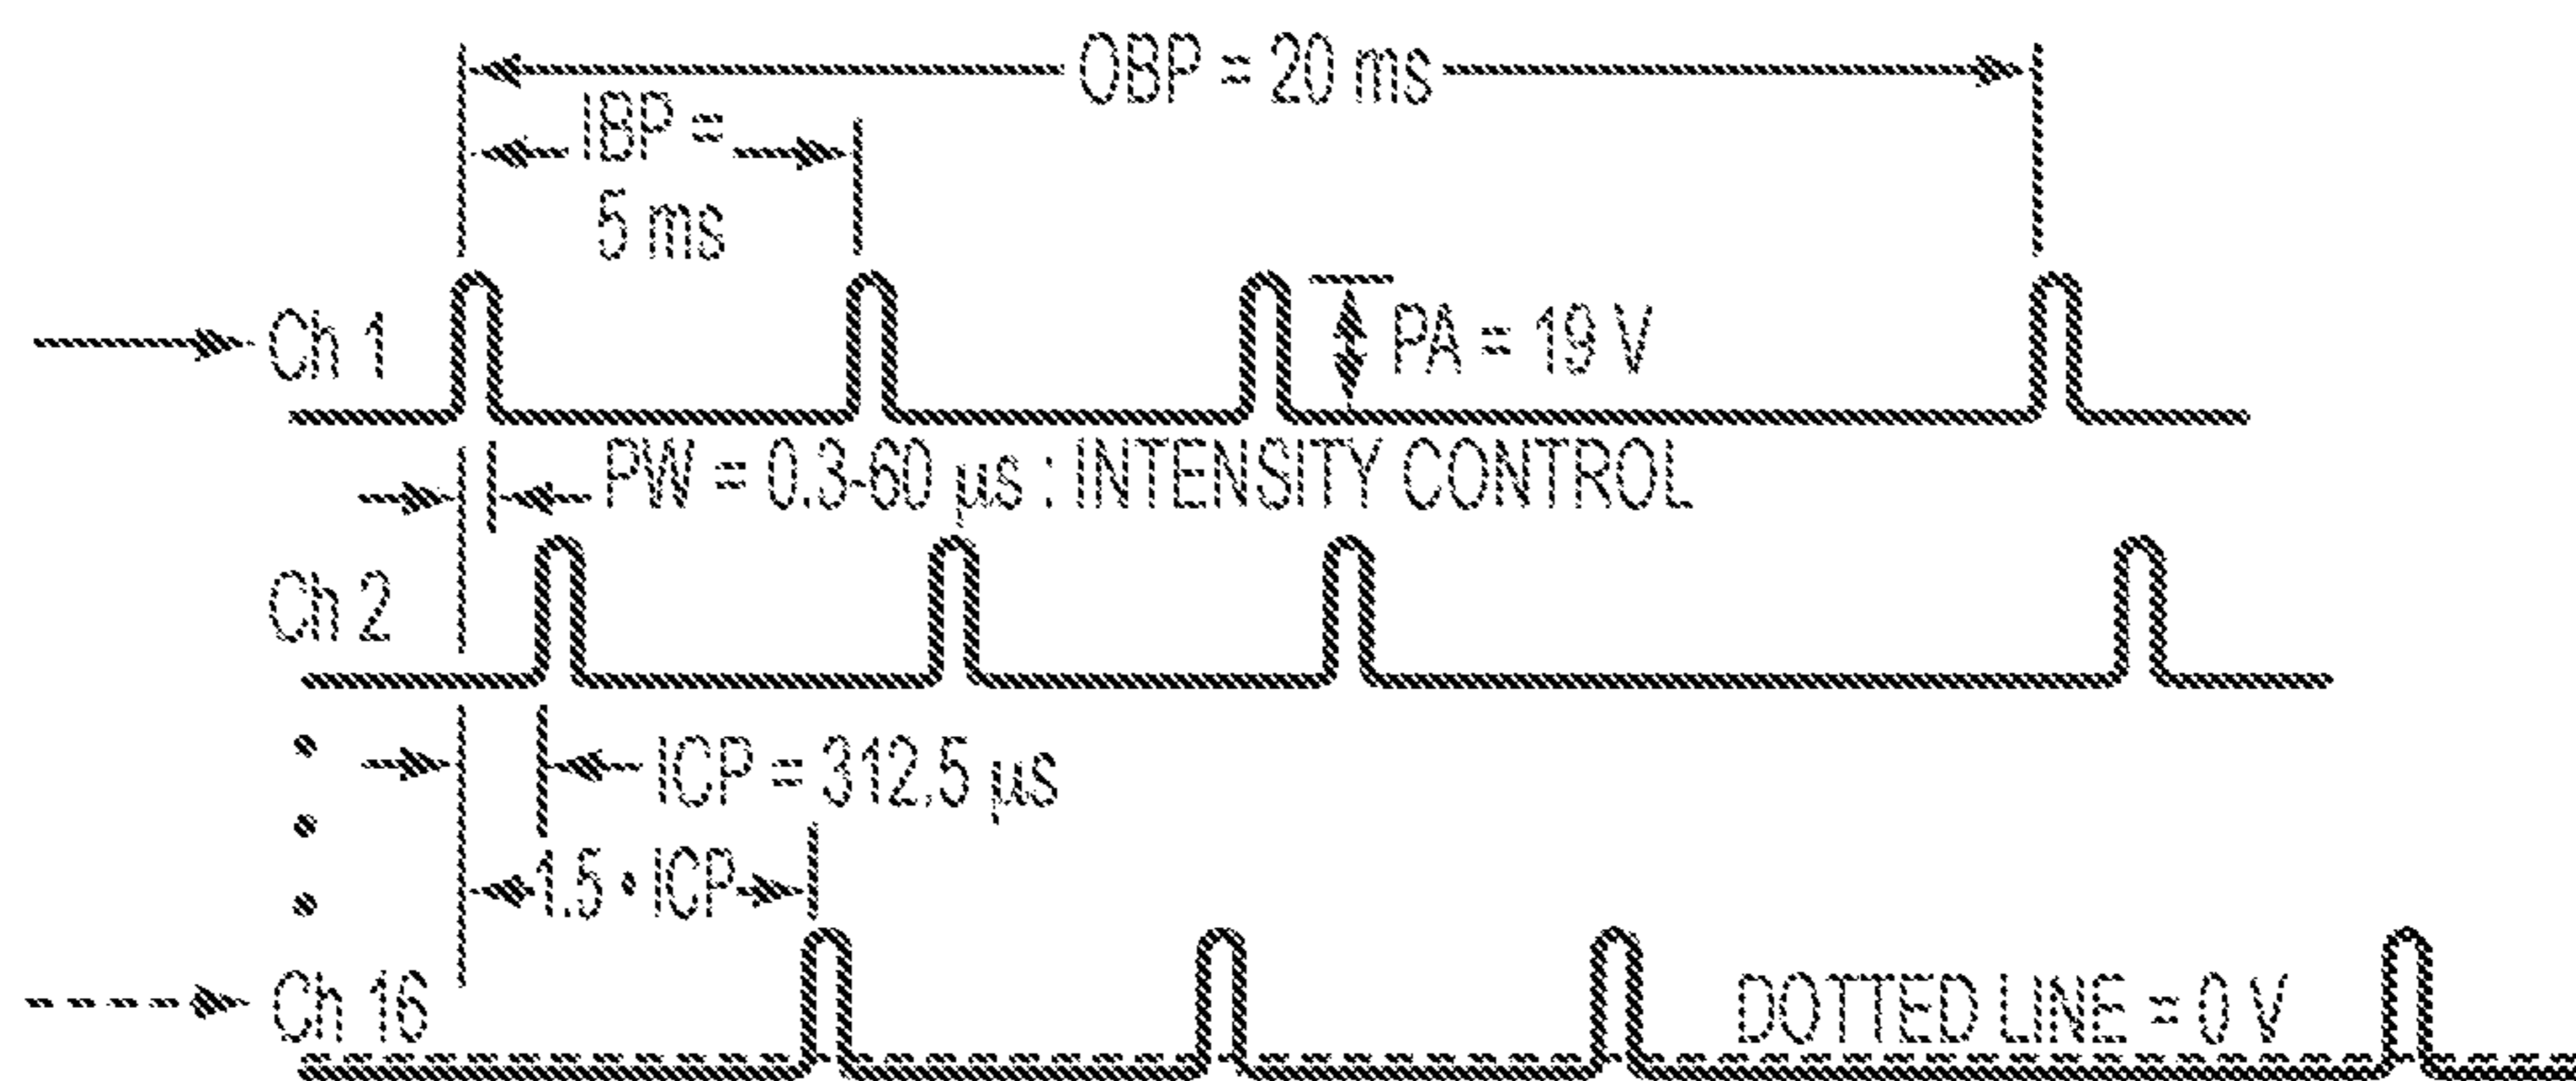 OBP = 20 ms
IBP =
5 ms
Ch 1
PA = 19 V
PW = 0.3-60 µs : INTENSITY CONTROL
Ch 2
ICP = 312.5 µs
1.5 • ICP
Ch 16
DOTTED LINE = 0 V